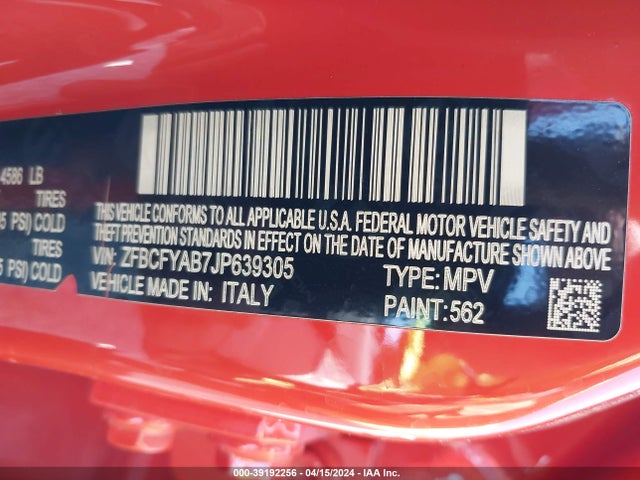 4586 LB
TIRES
5 PSI) COLD
TIRES
5 PSI) COLD
THIS VEHICLE CONFORMS TO ALL APPLICABLE U.S.A. FEDERAL MOTOR VEHICLE SAFETY AND
THEFT PREVENTION STANDARDS IN EFFECT ON THE DATE OF MANUFACTURE SHOWN ABOVE.
VIN: ZFBCFYAB7JP639305 TYPE: MPV
VEHICLE MADE IN: ITALY PAINT:562
000-39192256 - 04/15/2024 - IAA Inc.